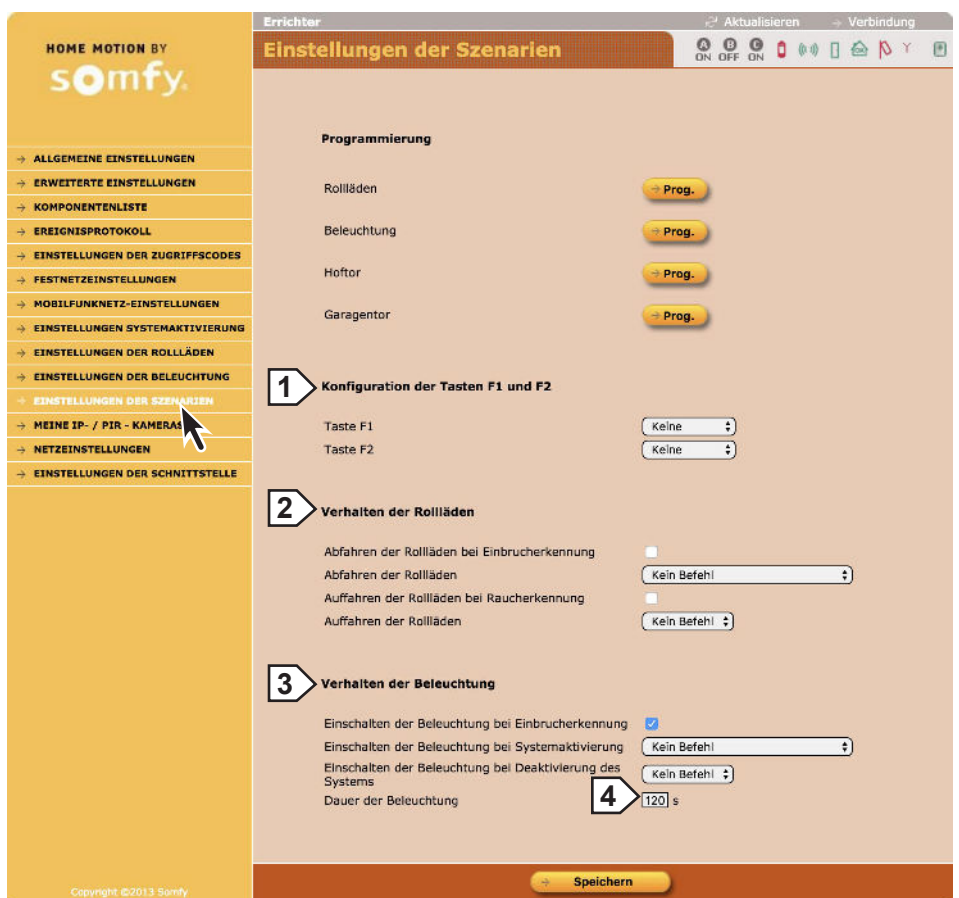 Errichter
Aktualisieren
Verbindung
HOME MOTION BY
somfy.
Einstellungen der Szenarien
A B C
ON OFF ON
ALLGEMEINE EINSTELLUNGEN
ERWEITERTE EINSTELLUNGEN
KOMPONENTENLISTE
EREIGNISPROTOKOLL
EINSTELLUNGEN DER ZUGRIFFSCODES
FESTNETZEINSTELLUNGEN
MOBILFUNKNETZ-EINSTELLUNGEN
EINSTELLUNGEN SYSTEMAKTIVIERUNG
EINSTELLUNGEN DER ROLLLÄDEN
EINSTELLUNGEN DER BELEUCHTUNG
EINSTELLUNGEN DER SZENARIEN
MEINE IP- / PIR - KAMERAS
NETZEINSTELLUNGEN
EINSTELLUNGEN DER SCHNITTSTELLE
Copyright ©2013 Somfy
Programmierung
Rollläden Prog.
Beleuchtung Prog.
Hoftor Prog.
Garagentor Prog.
1 Konfiguration der Tasten F1 und F2
Taste F1 Keine
Taste F2 Keine
2 Verhalten der Rollläden
Abfahren der Rollläden bei Einbrucherkennung
Abfahren der Rollläden Kein Befehl
Auffahren der Rollläden bei Raucherkennung
Auffahren der Rollläden Kein Befehl
3 Verhalten der Beleuchtung
Einschalten der Beleuchtung bei Einbrucherkennung
Einschalten der Beleuchtung bei Systemaktivierung Kein Befehl
Einschalten der Beleuchtung bei Deaktivierung des
Systems Kein Befehl
Dauer der Beleuchtung 4 120 s
Speichern